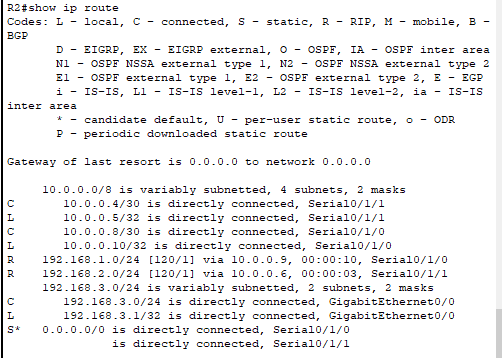 R2#show ip route
Codes: L - local, C - connected, S - static, R - RIP, M - mobile, B -
BGP
D - EIGRP, EX - EIGRP external, O - OSPF, IA - OSPF inter area
N1 - OSPF NSSA external type 1, N2 - OSPF NSSA external type 2
E1 - OSPF external type 1, E2 - OSPF external type 2, E - EGP
i - IS-IS, L1 - IS-IS level-1, L2 - IS-IS level-2, ia - IS-IS
inter area
* - candidate default, U - per-user static route, o - ODR
P - periodic downloaded static route
Gateway of last resort is 0.0.0.0 to network 0.0.0.0
10.0.0.0/8 is variably subnetted, 4 subnets, 2 masks
C 10.0.0.4/30 is directly connected, Serial0/1/1
L 10.0.0.5/32 is directly connected, Serial0/1/1
C 10.0.0.8/30 is directly connected, Serial0/1/0
L 10.0.0.10/32 is directly connected, Serial0/1/0
R 192.168.1.0/24 [120/1] via 10.0.0.9, 00:00:10, Serial0/1/0
R 192.168.2.0/24 [120/1] via 10.0.0.6, 00:00:03, Serial0/1/1
192.168.3.0/24 is variably subnetted, 2 subnets, 2 masks
C 192.168.3.0/24 is directly connected, GigabitEthernet0/0
L 192.168.3.1/32 is directly connected, GigabitEthernet0/0
S* 0.0.0.0/0 is directly connected, Serial0/1/0
is directly connected, Serial0/1/1